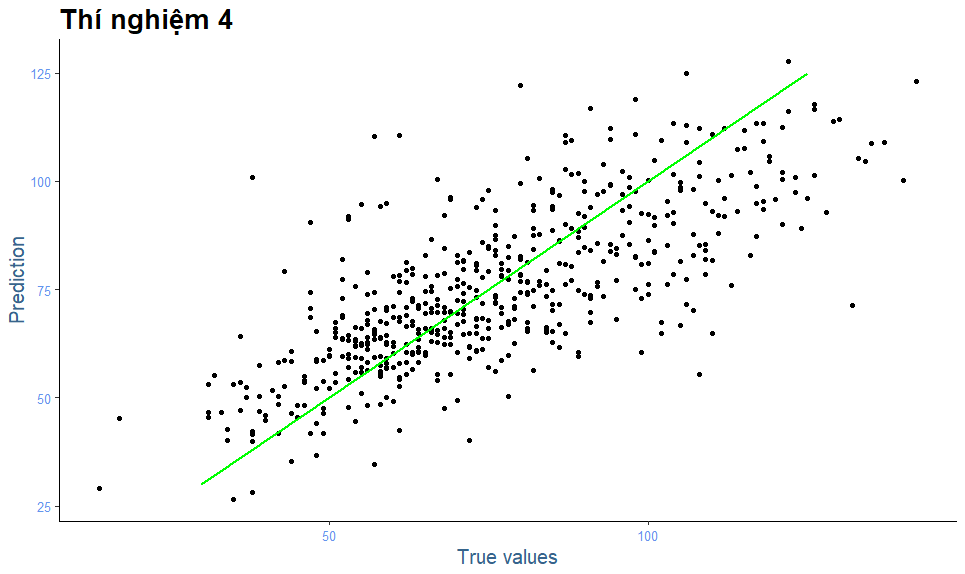 Thí nghiệm 4
Prediction
125
100
75
50
25
50
100
True values